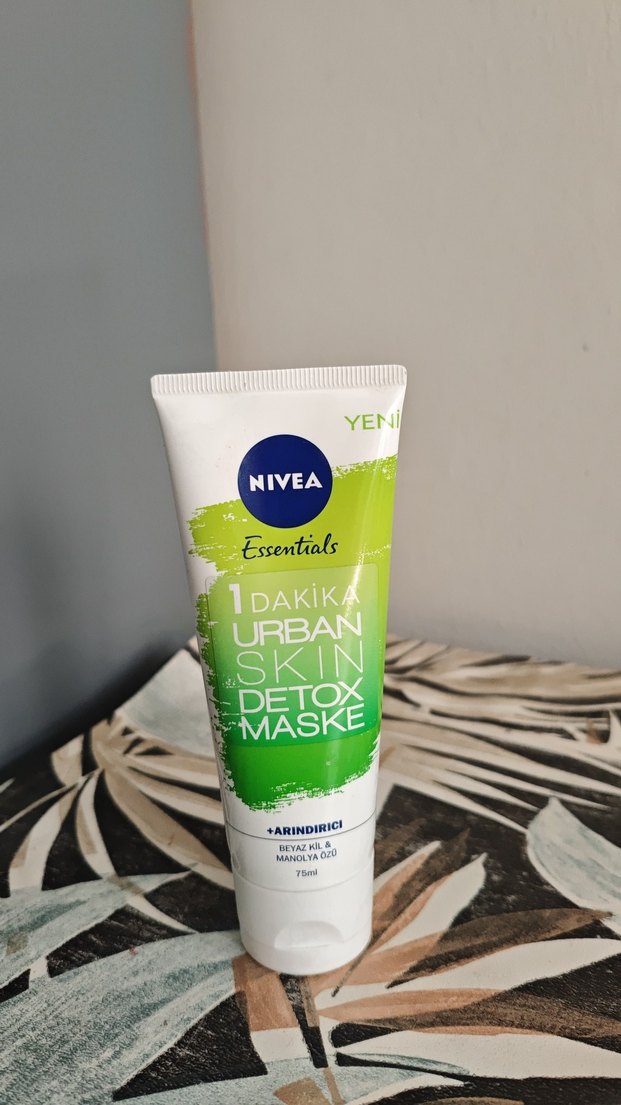 YENİ
NIVEA
Essentials
1 DAKİKA
URBAN
SKIN
DETOX
MASKE
+ARINDIRICI
BEYAZ KİL &
MANOLYA ÖZÜ
75ml